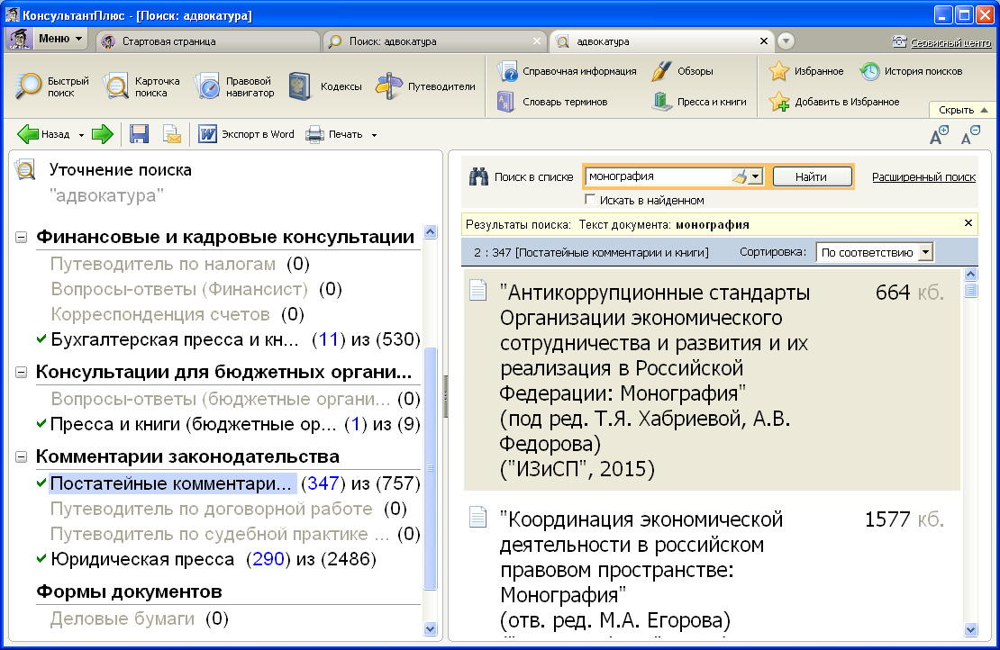 КонсультантПлюс - [Поиск: адвокатура]
Меню
Стартовая страница
Поиск: адвокатура
адвокатура
Сервисный центр
Быстрый поиск
Карточка поиска
Правовой навигатор
Кодексы
Путеводители
Справочная информация
Словарь терминов
Обзоры
Пресса и книги
Избранное
История поисков
Добавить в Избранное
Скрыть
Назад
Экспорт в Word
Печать
Уточнение поиска
"адвокатура"
Финансовые и кадровые консультации
Путеводитель по налогам (0)
Вопросы-ответы (Финансист) (0)
Корреспонденция счетов (0)
Бухгалтерская пресса и кн... (11) из (530)
Консультации для бюджетных органи...
Вопросы-ответы (бюджетные органи... (0)
Пресса и книги (бюджетные ор... (1) из (9)
Комментарии законодательства
Постатейные комментари... (347) из (757)
Путеводитель по договорной работе (0)
Путеводитель по судебной практике ... (0)
Юридическая пресса (290) из (2486)
Формы документов
Деловые бумаги (0)
Поиск в списке
монография
Найти
Расширенный поиск
Искать в найденном
Результаты поиска: Текст документа: монография
2 : 347 [Постатейные комментарии и книги]
Сортировка: По соответствию
"Антикоррупционные стандарты 664 кб.
Организации экономического
сотрудничества и развития и их
реализация в Российской
Федерации: Монография"
(под ред. Т.Я. Хабриевой, А.В.
Федорова)
("ИЗиСП", 2015)
"Координация экономической 1577 кб.
деятельности в российском
правовом пространстве:
Монография"
(отв. ред. М.А. Егорова)